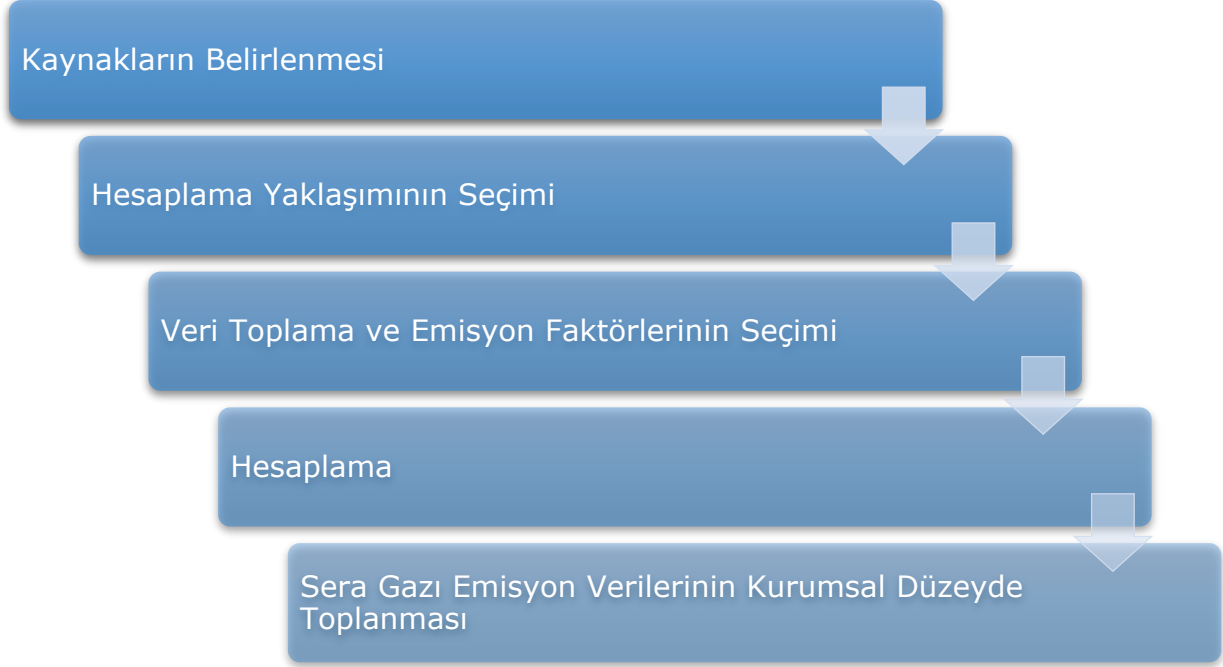 Kaynakların Belirlenmesi
Hesaplama Yaklaşımının Seçimi
Veri Toplama ve Emisyon Faktörlerinin Seçimi
Hesaplama
Sera Gazı Emisyon Verilerinin Kurumsal Düzeyde
Toplanması